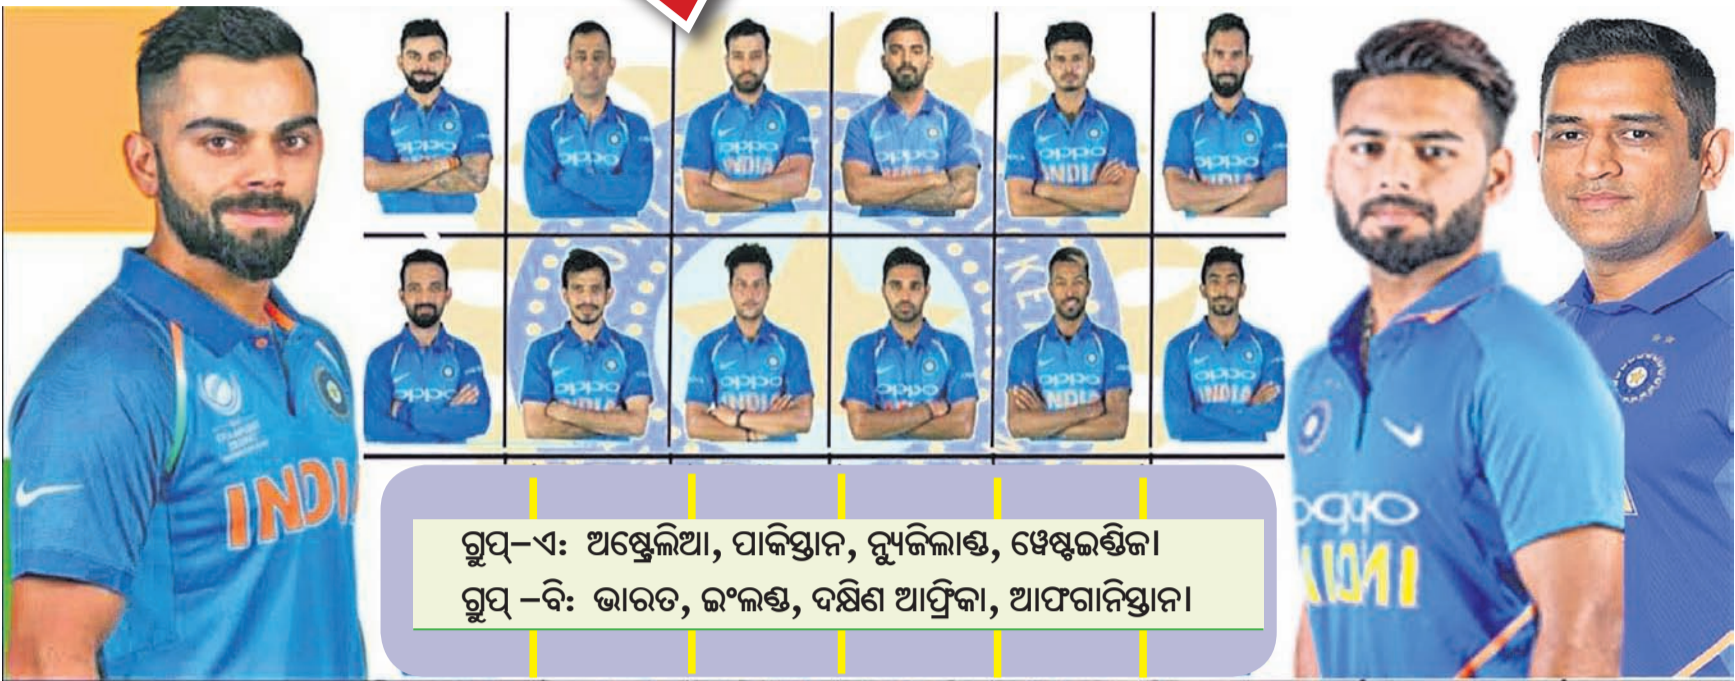 ଗ୍ରୁପ୍-ଏ: ଅଷ୍ଟ୍ରେଲିଆ, ପାକିସ୍ତାନ, ନ୍ୟୁଜିଲାଣ୍ଡ, ୱେଷ୍ଟଇଣ୍ଡିଜ।
ଗ୍ରୁପ୍ -ବି: ଭାରତ, ଇଂଲଣ୍ଡ, ଦକ୍ଷିଣ ଆଫ୍ରିକା, ଆଫଗାନିସ୍ତାନ।